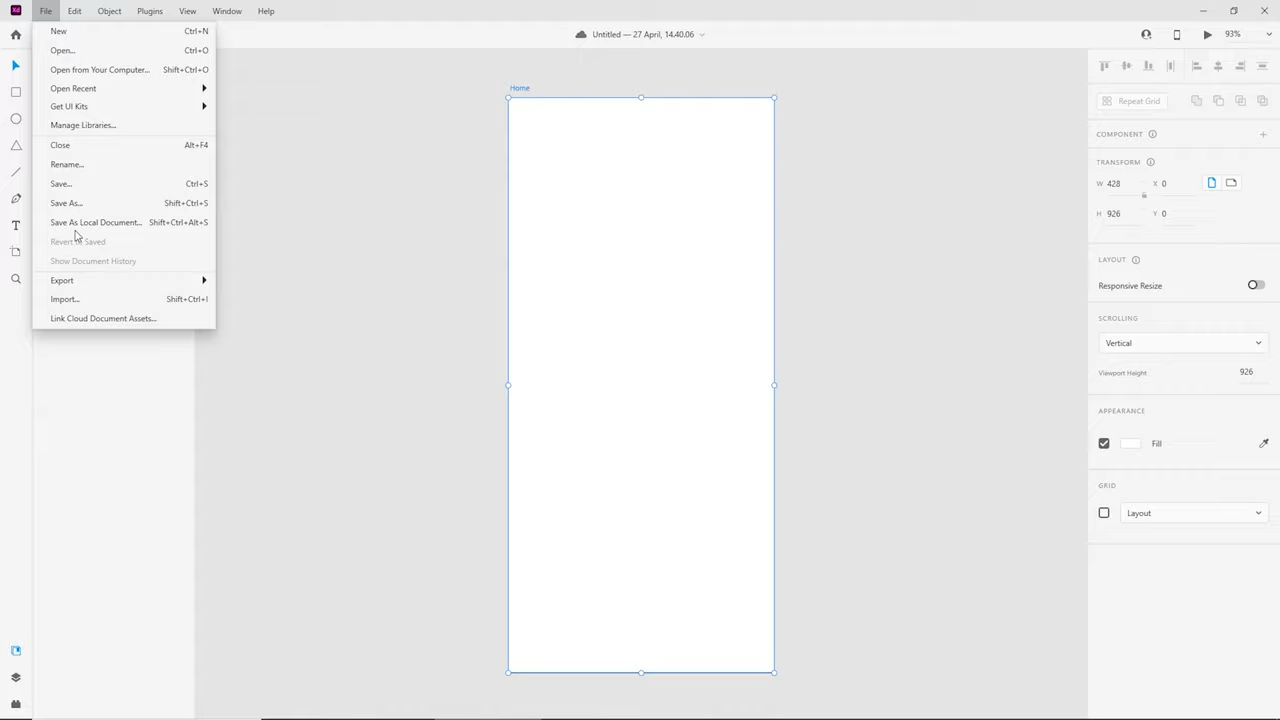 Xd File Edit Object Plugins View Window Help
Untitled — 27 April, 14.40.06
93%
New Ctrl+N
Open... Ctrl+O
Open from Your Computer... Shift+Ctrl+O
Open Recent
Get UI Kits
Manage Libraries...
Close Alt+F4
Rename...
Save... Ctrl+S
Save As... Shift+Ctrl+S
Save As Local Document... Shift+Ctrl+Alt+S
Revert to Saved
Show Document History
Export
Import... Shift+Ctrl+I
Link Cloud Document Assets...
T
Home
Repeat Grid
COMPONENT
TRANSFORM
W 428 X 0
H 926 Y 0
LAYOUT
Responsive Resize
SCROLLING
Vertical
Viewport Height 926
APPEARANCE
Fill
GRID
Layout